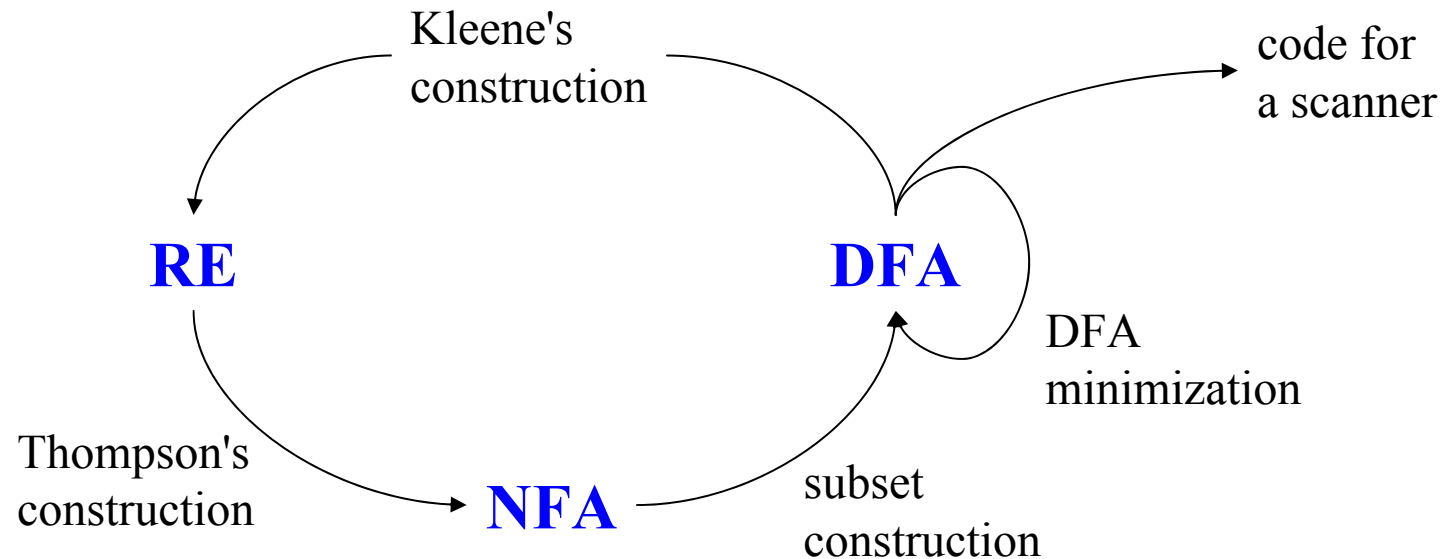 Kleene's
construction
code for
a scanner
RE
DFA
DFA
minimization
Thompson's
construction
NFA
subset
construction